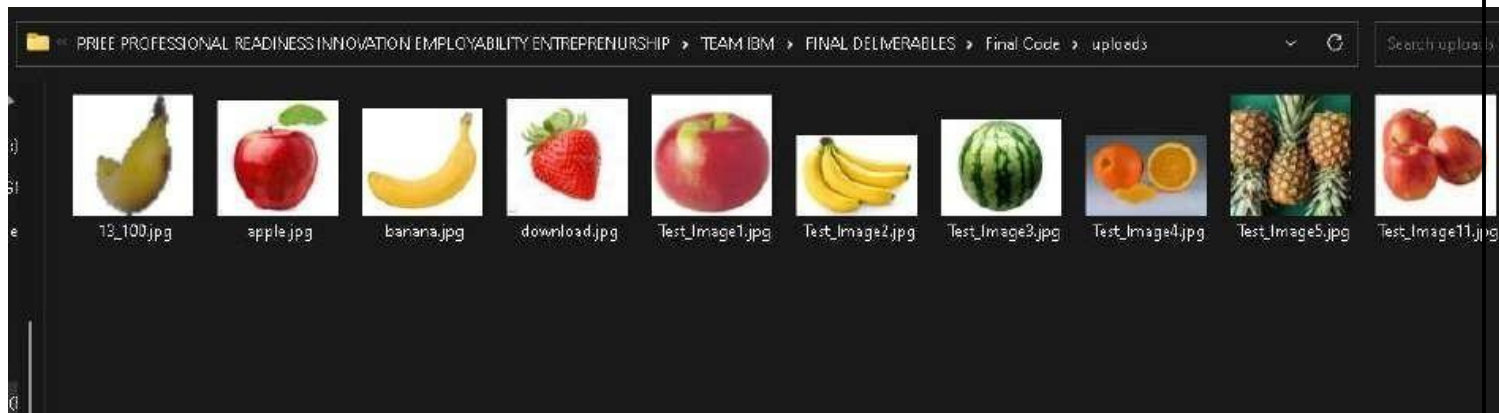 « PRIEE PROFESSIONAL READINESS INNOVATION EMPLOYABILITY ENTREPRENURSHIP > TEAM IBM > FINAL DELIVERABLES > Final Code > uploads Search uploads
13_100.jpg apple.jpg banana.jpg download.jpg Test_Image1.jpg Test_Image2.jpg Test_Image3.jpg Test_Image4.jpg Test_Image5.jpg Test_Image11.jpg